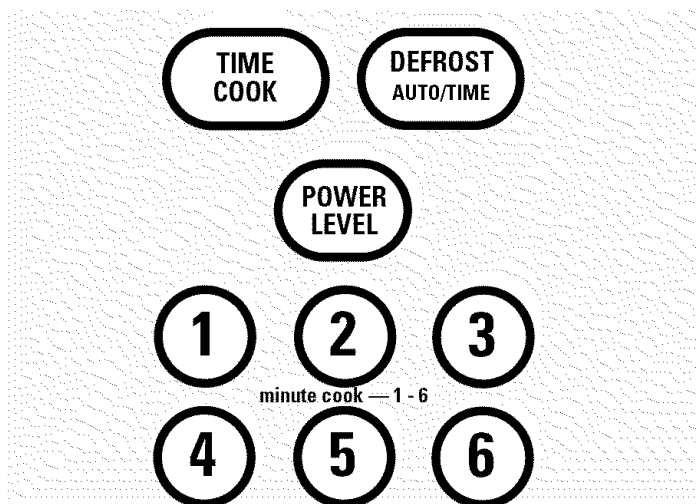 TIME
COOK
DEFROST
AUTO/TIME
POWER
LEVEL
1 2 3
minute cook — 1 - 6
4 5 6